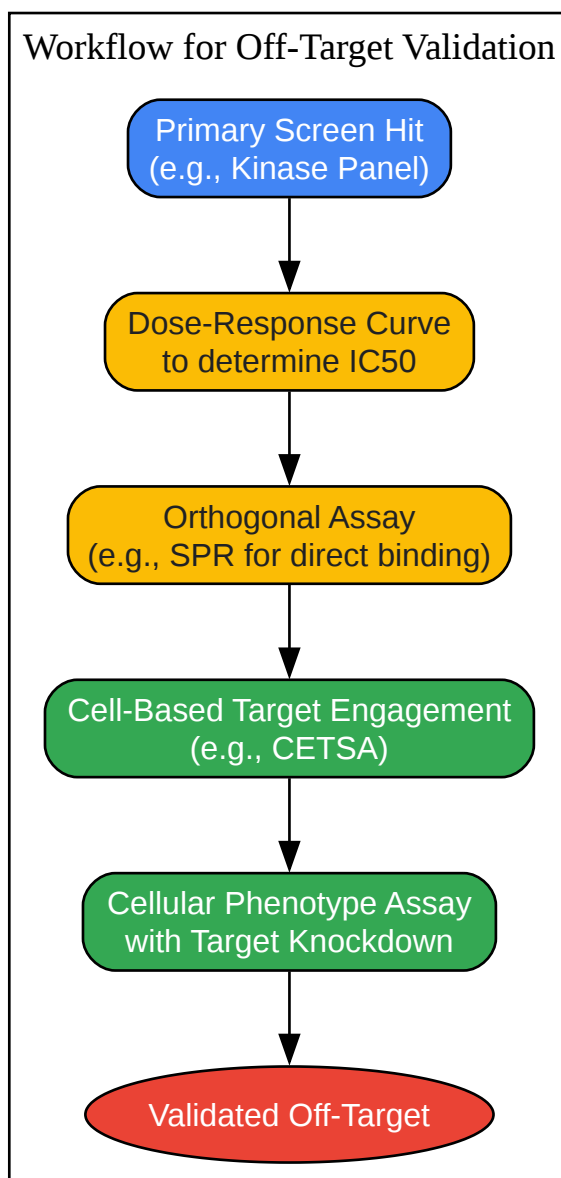 Workflow for Off-Target Validation
Primary Screen Hit
(e.g., Kinase Panel)
Dose-Response Curve
to determine IC50
Orthogonal Assay
(e.g., SPR for direct binding)
Cell-Based Target Engagement
(e.g., CETSA)
Cellular Phenotype Assay
with Target Knockdown
Validated Off-Target